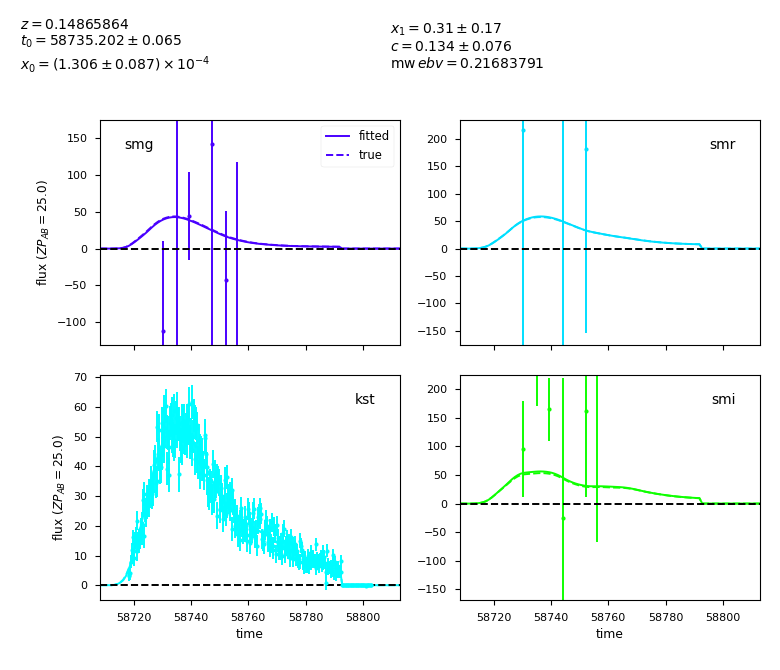 z = 0.14865864
t₀ = 58735.202 ± 0.065
x₀ = (1.306 ± 0.087) × 10⁻⁴
x₁ = 0.31 ± 0.17
c = 0.134 ± 0.076
mw ebv = 0.21683791
smg
fitted
true
150
100
50
0
−50
−100
flux (ZP_AB = 25.0)
smr
200
150
100
50
0
−50
−100
−150
kst
70
60
50
40
30
20
10
0
flux (ZP_AB = 25.0)
58720
58740
58760
58780
58800
time
smi
200
150
100
50
0
−50
−100
−150
58720
58740
58760
58780
58800
time